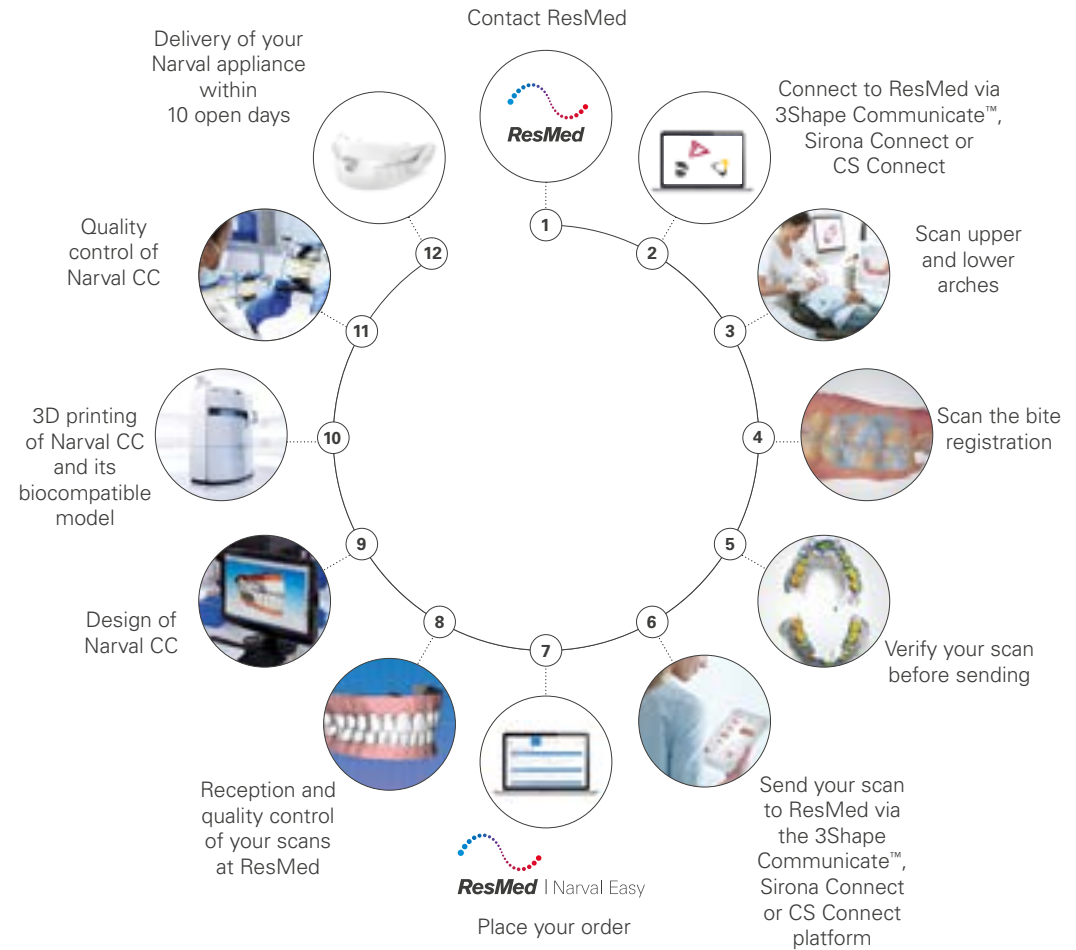 Contact ResMed
ResMed
1
Connect to ResMed via
3Shape Communicate™,
Sirona Connect or
CS Connect
2
Scan upper
and lower
arches
3
Scan the bite
registration
4
Verify your scan
before sending
5
Send your scan
to ResMed via
the 3Shape
Communicate™,
Sirona Connect
or CS Connect
platform
6
7
ResMed | Narval Easy
Place your order
8
Reception and
quality control
of your scans
at ResMed
9
Design of
Narval CC
10
3D printing
of Narval CC
and its
biocompatible
model
11
Quality
control of
Narval CC
12
Delivery of your
Narval appliance
within
10 open days